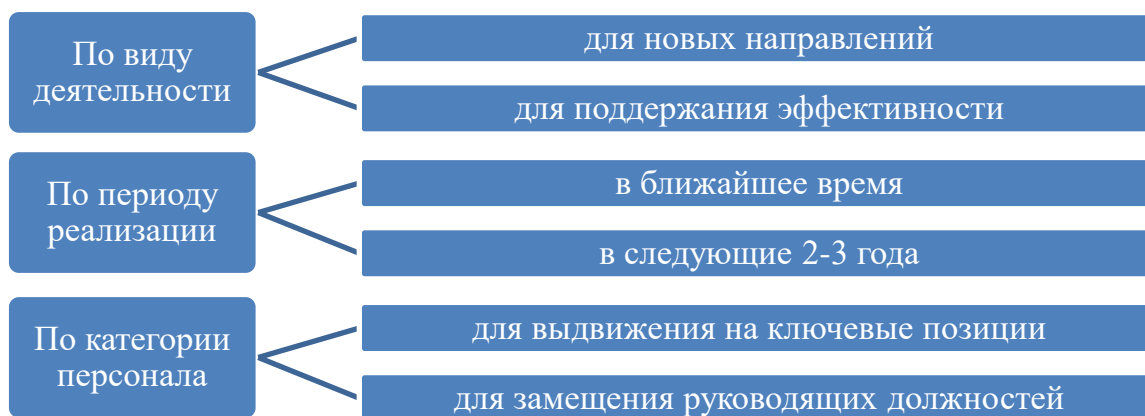 По виду
деятельности
для новых направлений
для поддержания эффективности
По периоду
реализации
в ближайшее время
в следующие 2-3 года
По категории
персонала
для выдвижения на ключевые позиции
для замещения руководящих должностей